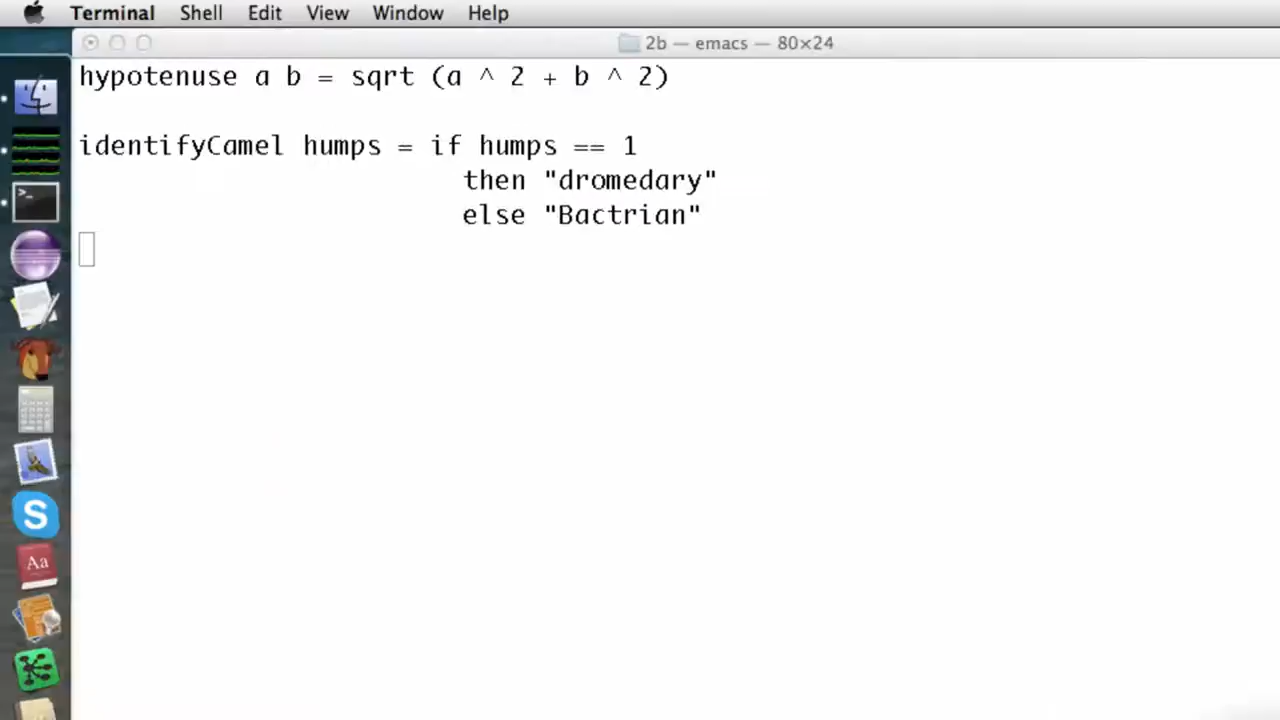 Terminal Shell Edit View Window Help
2b — emacs — 80×24
hypotenuse a b = sqrt (a ^ 2 + b ^ 2)
identifyCamel humps = if humps == 1
then "dromedary"
else "Bactrian"
>_
S
Aa